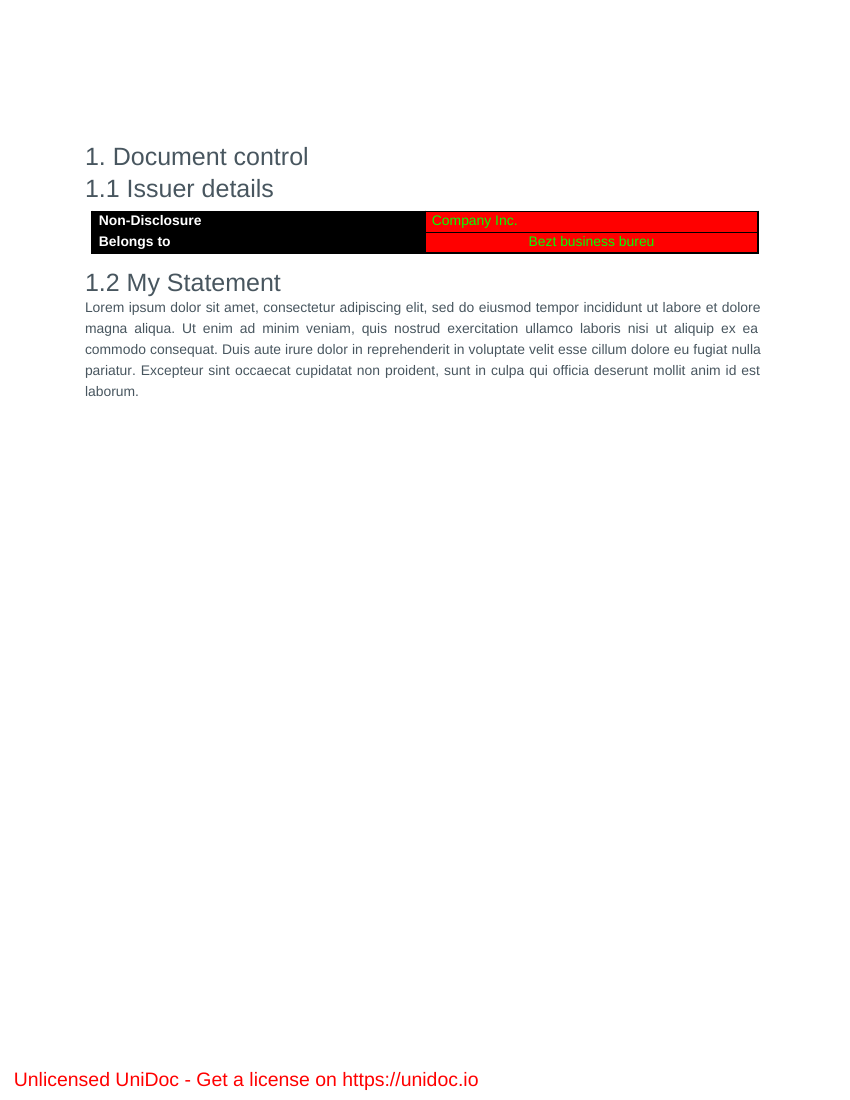 1. Document control
1.1 Issuer details
Non-Disclosure Company Inc.
Belongs to Bezt business bureu
1.2 My Statement
Lorem ipsum dolor sit amet, consectetur adipiscing elit, sed do eiusmod tempor incididunt ut labore et dolore
magna aliqua. Ut enim ad minim veniam, quis nostrud exercitation ullamco laboris nisi ut aliquip ex ea
commodo consequat. Duis aute irure dolor in reprehenderit in voluptate velit esse cillum dolore eu fugiat nulla
pariatur. Excepteur sint occaecat cupidatat non proident, sunt in culpa qui officia deserunt mollit anim id est
laborum.
Unlicensed UniDoc - Get a license on https://unidoc.io